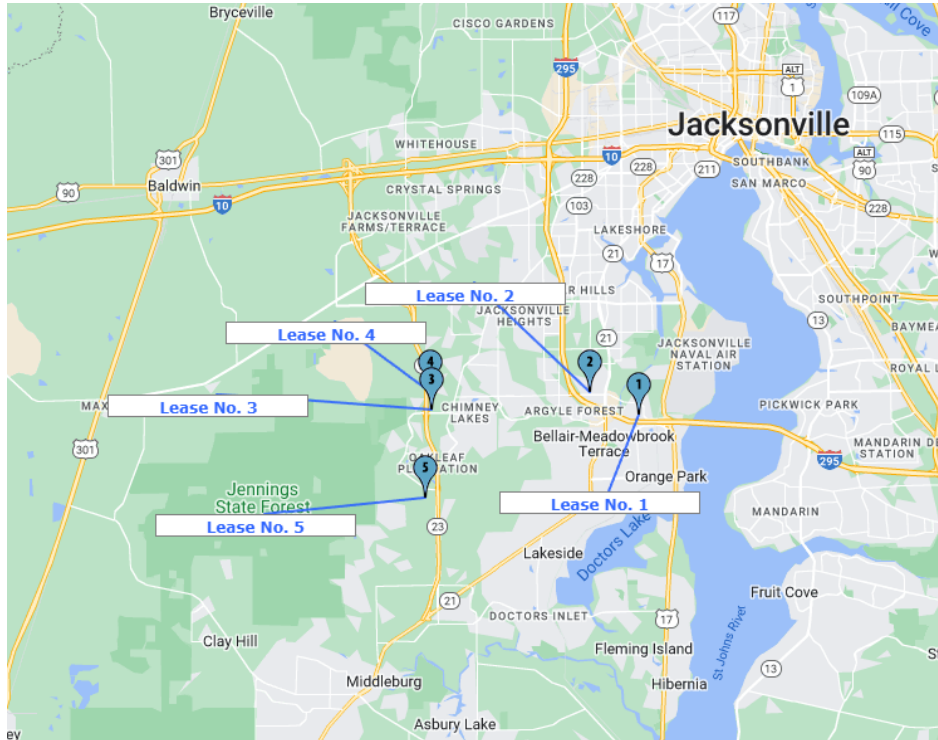 Bryceville
CISCO GARDENS
117
Cove
295
ALT
1
109A
Jacksonville
115
WHITEHOUSE
10
228
ALT
90
301
Baldwin
90
10
CRYSTAL SPRINGS
228
211
SOUTHBANK
SAN MARCO
103
228
JACKSONVILLE
FARMS/TERRACE
LAKESHORE
21
17
HILLS
Lease No. 2
SOUTHPOINT
JACKSONVILLE
HEIGHTS
13
Lease No. 4
21
JACKSONVILLE
NAVAL AIR
STATION
BAYMEA
4
2
ROYAL L
3
1
MAX
Lease No. 3
CHIMNEY
LAKES
ARGYLE FOREST
PICKWICK PARK
301
Bellair-Meadowbrook
Terrace
MANDARIN DE
STATION
295
OAKLEAF
PLANTATION
5
Orange Park
Jennings
State Forest
Lease No. 1
MANDARIN
Lease No. 5
23
Lakeside
Doctors Lake
Fruit Cove
21
DOCTORS INLET
17
St Johns River
Clay Hill
Fleming Island
13
Middleburg
Hibernia
Asbury Lake
ey